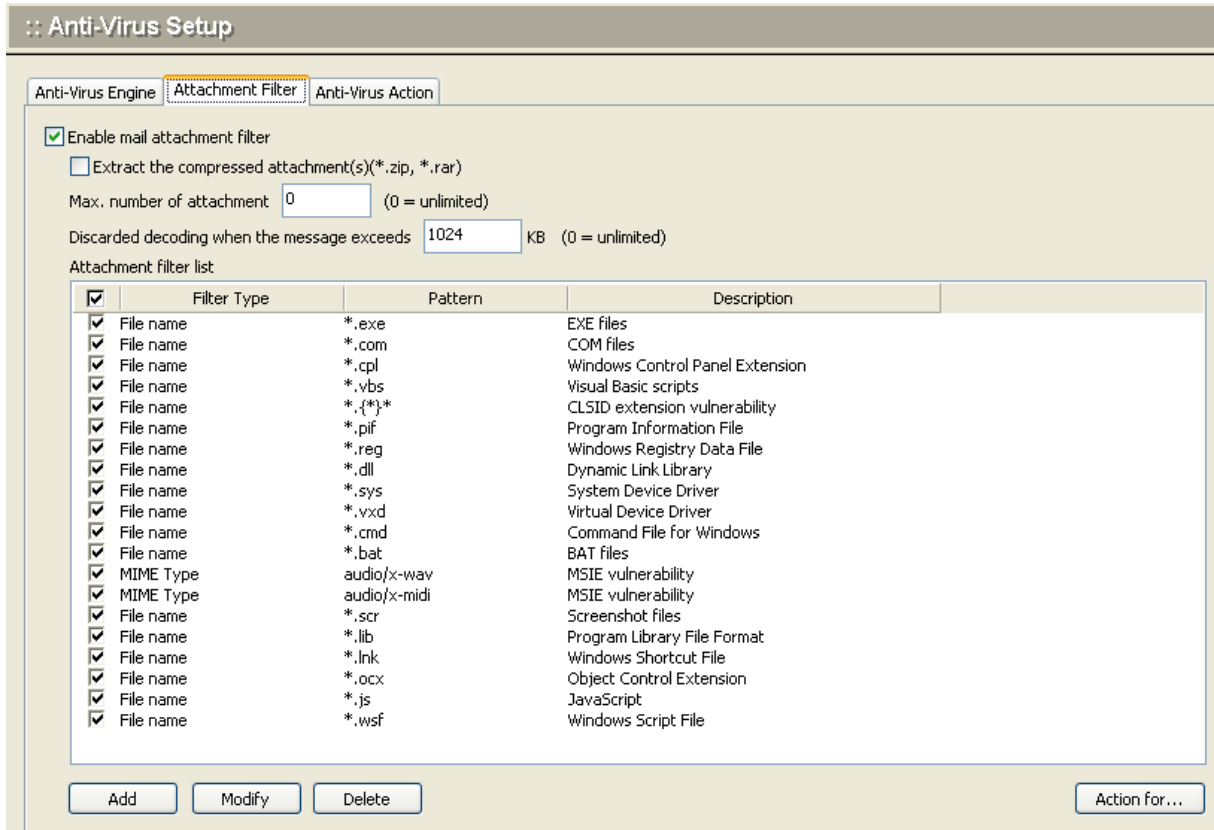 :: Anti-Virus Setup
Anti-Virus Engine Attachment Filter Anti-Virus Action
Enable mail attachment filter
Extract the compressed attachment(s)(*.zip, *.rar)
Max. number of attachment 0 (0 = unlimited)
Discarded decoding when the message exceeds 1024 KB (0 = unlimited)
Attachment filter list
Filter Type Pattern Description
File name *.exe EXE files
File name *.com COM files
File name *.cpl Windows Control Panel Extension
File name *.vbs Visual Basic scripts
File name *.{*}* CLSID extension vulnerability
File name *.pif Program Information File
File name *.reg Windows Registry Data File
File name *.dll Dynamic Link Library
File name *.sys System Device Driver
File name *.vxd Virtual Device Driver
File name *.cmd Command File for Windows
File name *.bat BAT files
MIME Type audio/x-wav MSIE vulnerability
MIME Type audio/x-midi MSIE vulnerability
File name *.scr Screenshot files
File name *.lib Program Library File Format
File name *.lnk Windows Shortcut File
File name *.ocx Object Control Extension
File name *.js JavaScript
File name *.wsf Windows Script File
Add Modify Delete Action for...